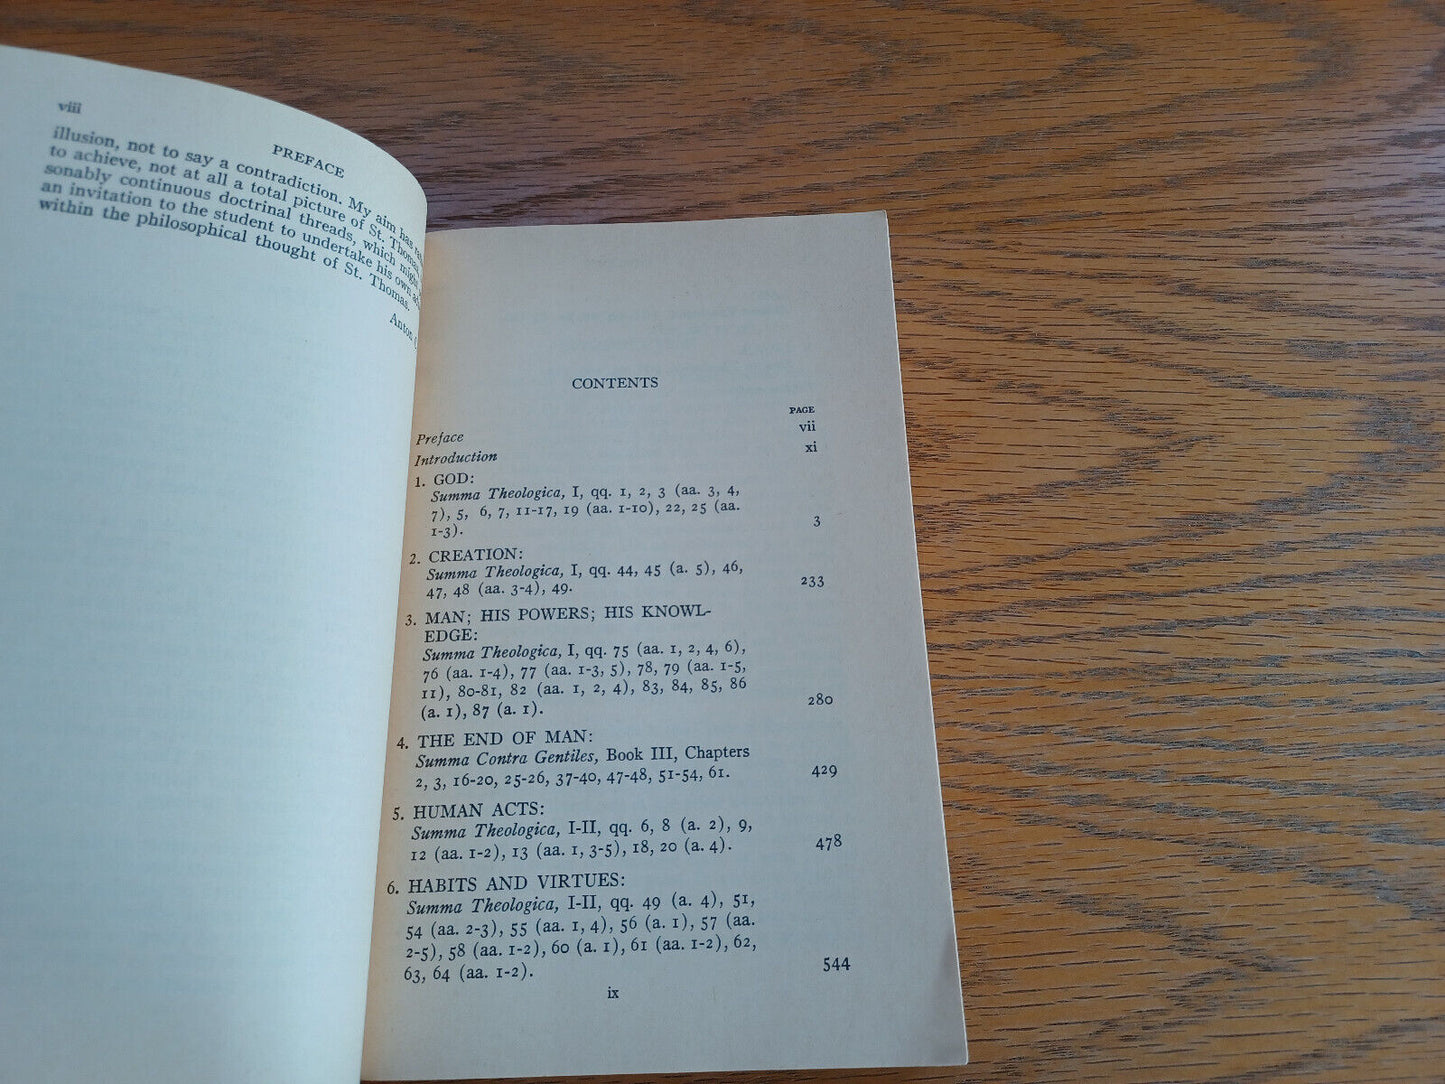 viii
PREFACE
illusion, not to say a contradiction. My aim has
to achieve, not at all a total picture of St. Thomas
sonably continuous doctrinal threads, which might
an invitation to the student to undertake his own
within the philosophical thought of St. Thomas.
Anton
CONTENTS
PAGE
Preface vii
Introduction xi
1. GOD:
Summa Theologica, I, qq. 1, 2, 3 (aa. 3, 4,
7), 5, 6, 7, 11-17, 19 (aa. 1-10), 22, 25 (aa.
1-3). 3
2. CREATION:
Summa Theologica, I, qq. 44, 45 (a. 5), 46,
47, 48 (aa. 3-4), 49. 233
3. MAN; HIS POWERS; HIS KNOWL-
EDGE:
Summa Theologica, I, qq. 75 (aa. 1, 2, 4, 6),
76 (aa. 1-4), 77 (aa. 1-3, 5), 78, 79 (aa. 1-5,
11), 80-81, 82 (aa. 1, 2, 4), 83, 84, 85, 86
(a. 1), 87 (a. 1). 280
4. THE END OF MAN:
Summa Contra Gentiles, Book III, Chapters
2, 3, 16-20, 25-26, 37-40, 47-48, 51-54, 61. 429
5. HUMAN ACTS:
Summa Theologica, I-II, qq. 6, 8 (a. 2), 9,
12 (aa. 1-2), 13 (aa. 1, 3-5), 18, 20 (a. 4). 478
6. HABITS AND VIRTUES:
Summa Theologica, I-II, qq. 49 (a. 4), 51,
54 (aa. 2-3), 55 (aa. 1, 4), 56 (a. 1), 57 (aa.
2-5), 58 (aa. 1-2), 60 (a. 1), 61 (aa. 1-2), 62,
63, 64 (aa. 1-2). 544
ix